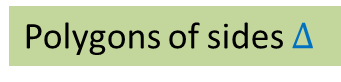 Polygons of sides Δ